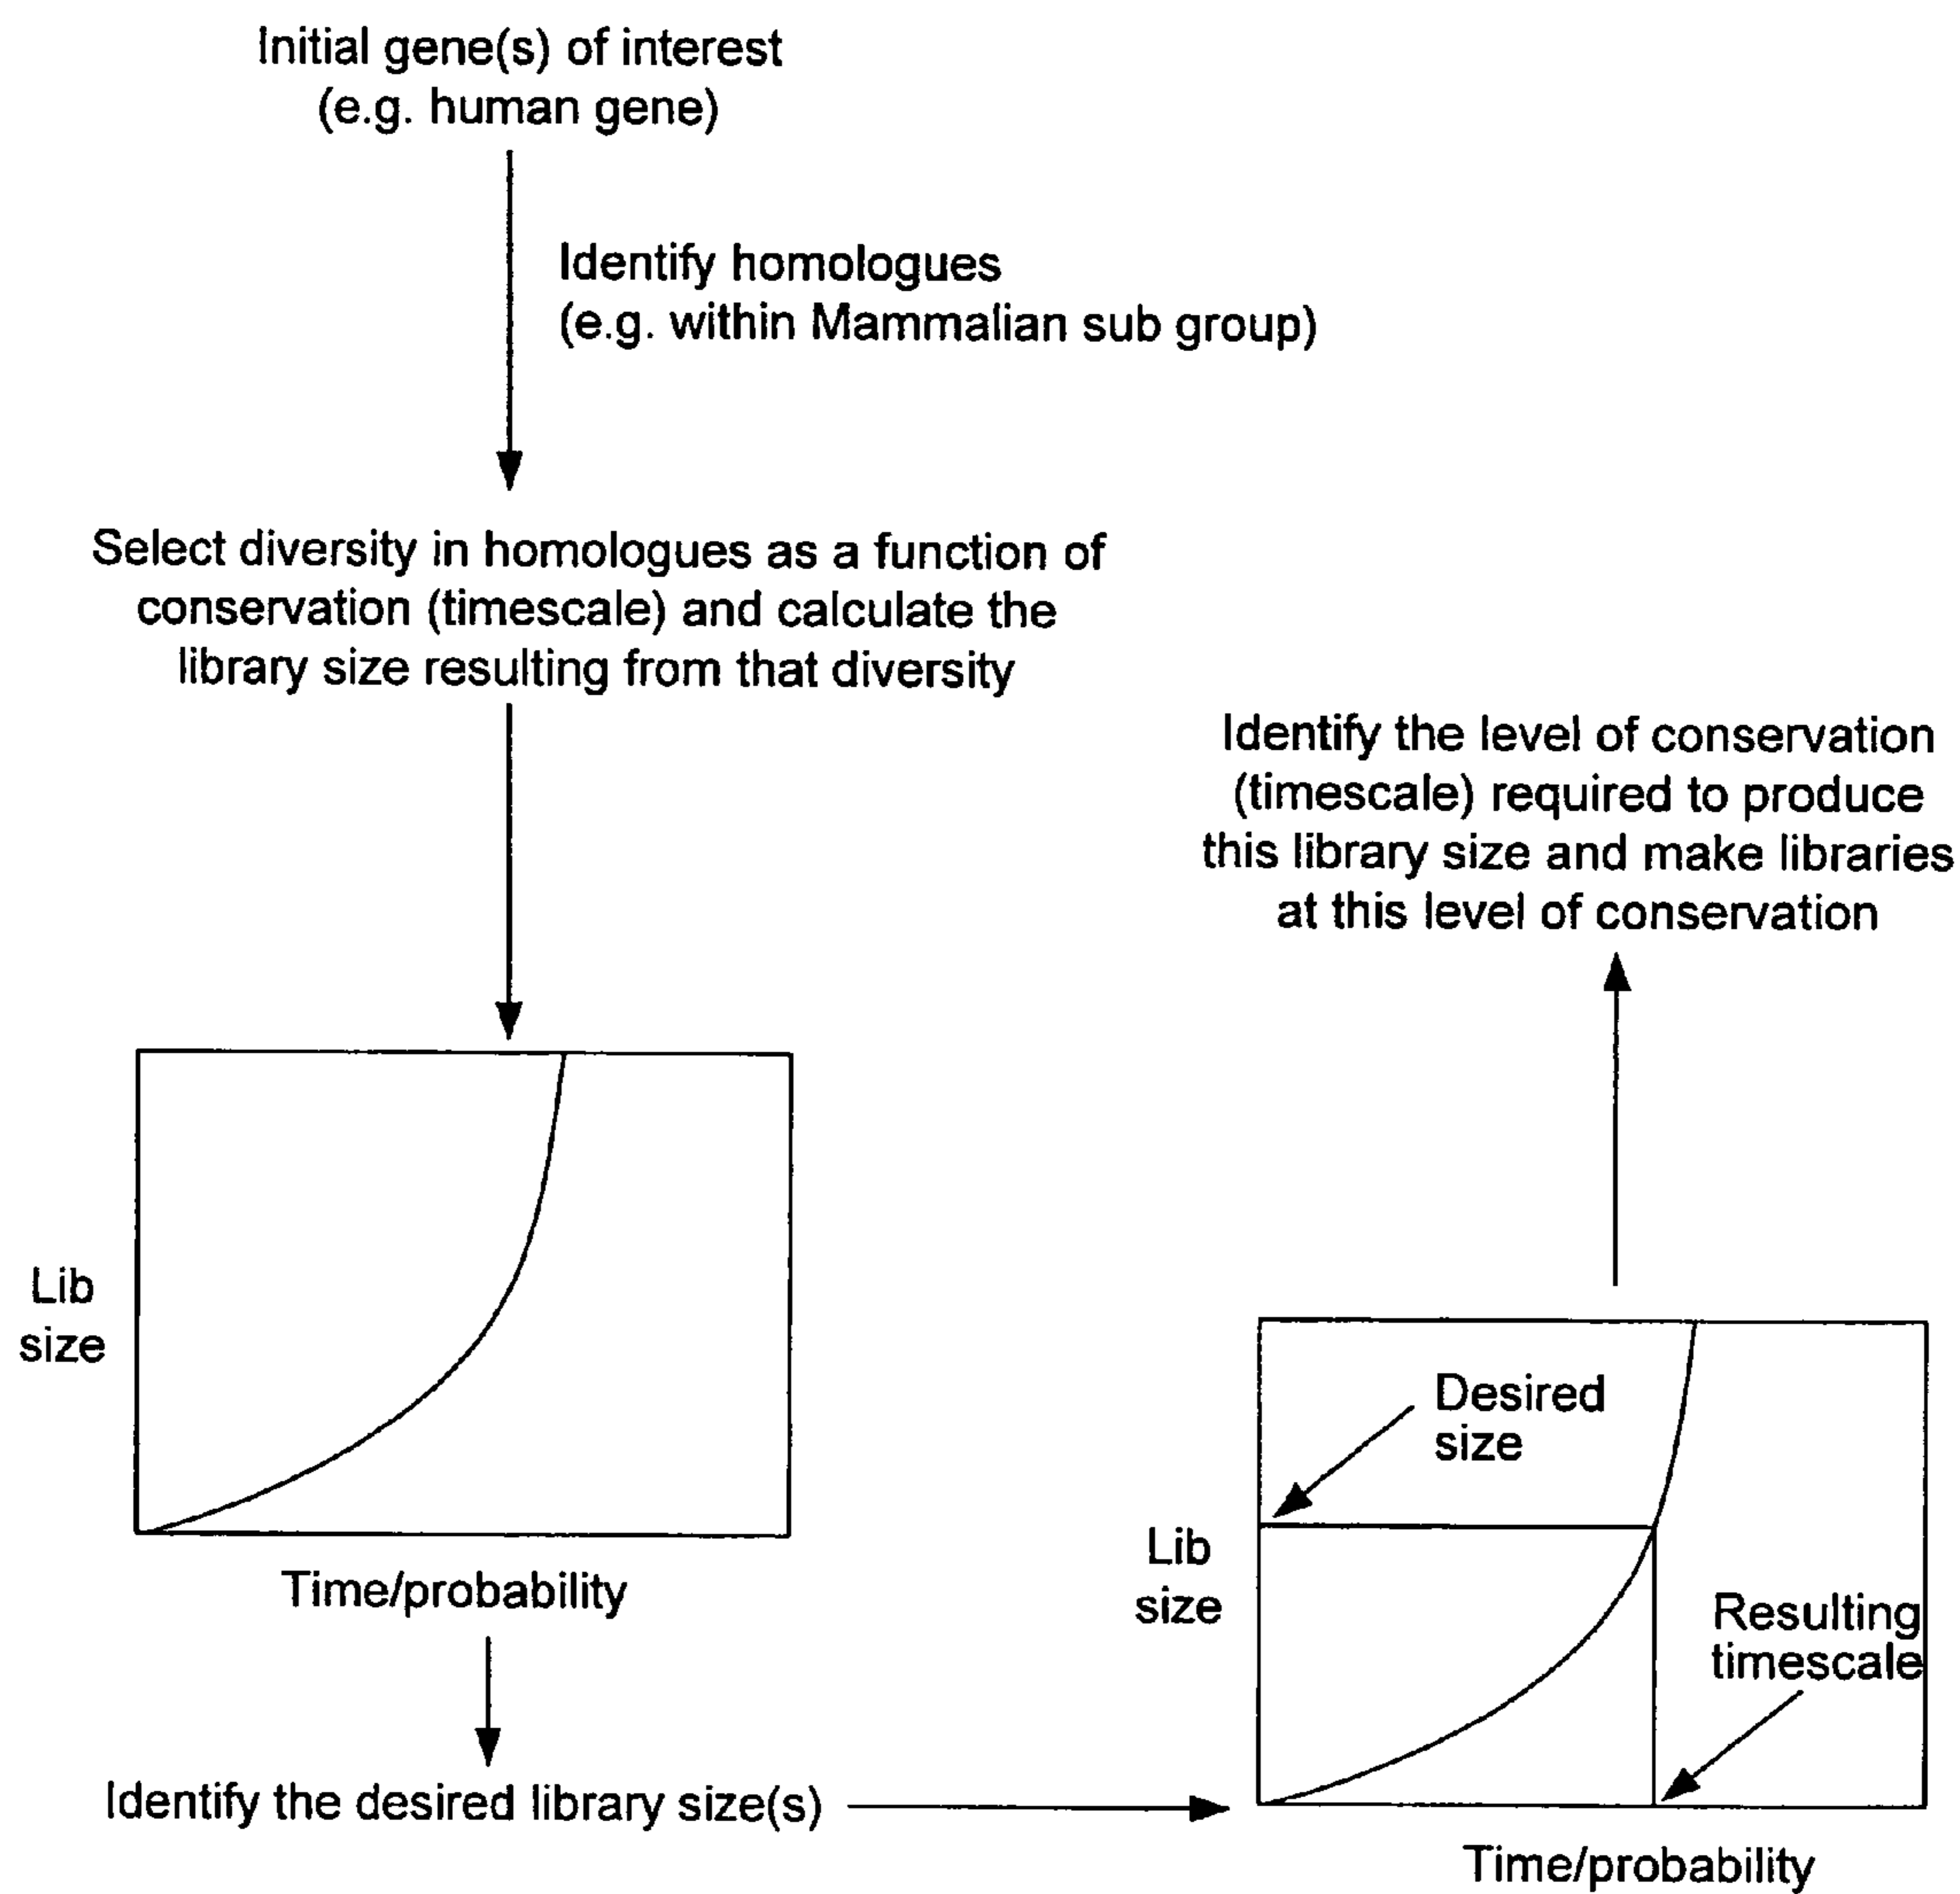 Initial gene(s) of interest
(e.g. human gene)
Identify homologues
(e.g. within Mammalian sub group)
Select diversity in homologues as a function of
conservation (timescale) and calculate the
library size resulting from that diversity
Lib
size
Time/probability
Identify the desired library size(s)
Desired
size
Lib
size
Resulting
timescale
Time/probability
Identify the level of conservation
(timescale) required to produce
this library size and make libraries
at this level of conservation